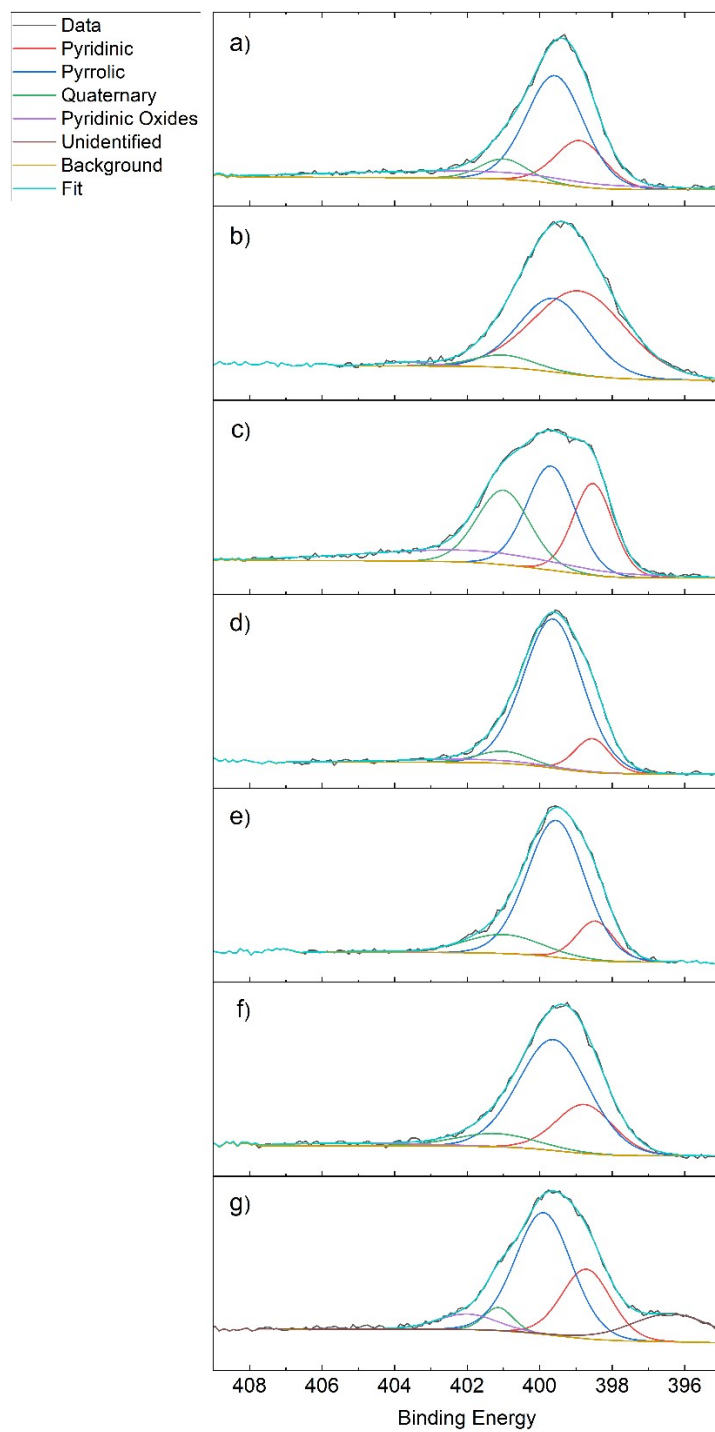 Data
Pyridinic
Pyrrolic
Quaternary
Pyridinic Oxides
Unidentified
Background
Fit
a)
b)
c)
d)
e)
f)
g)
408 406 404 402 400 398 396
Binding Energy